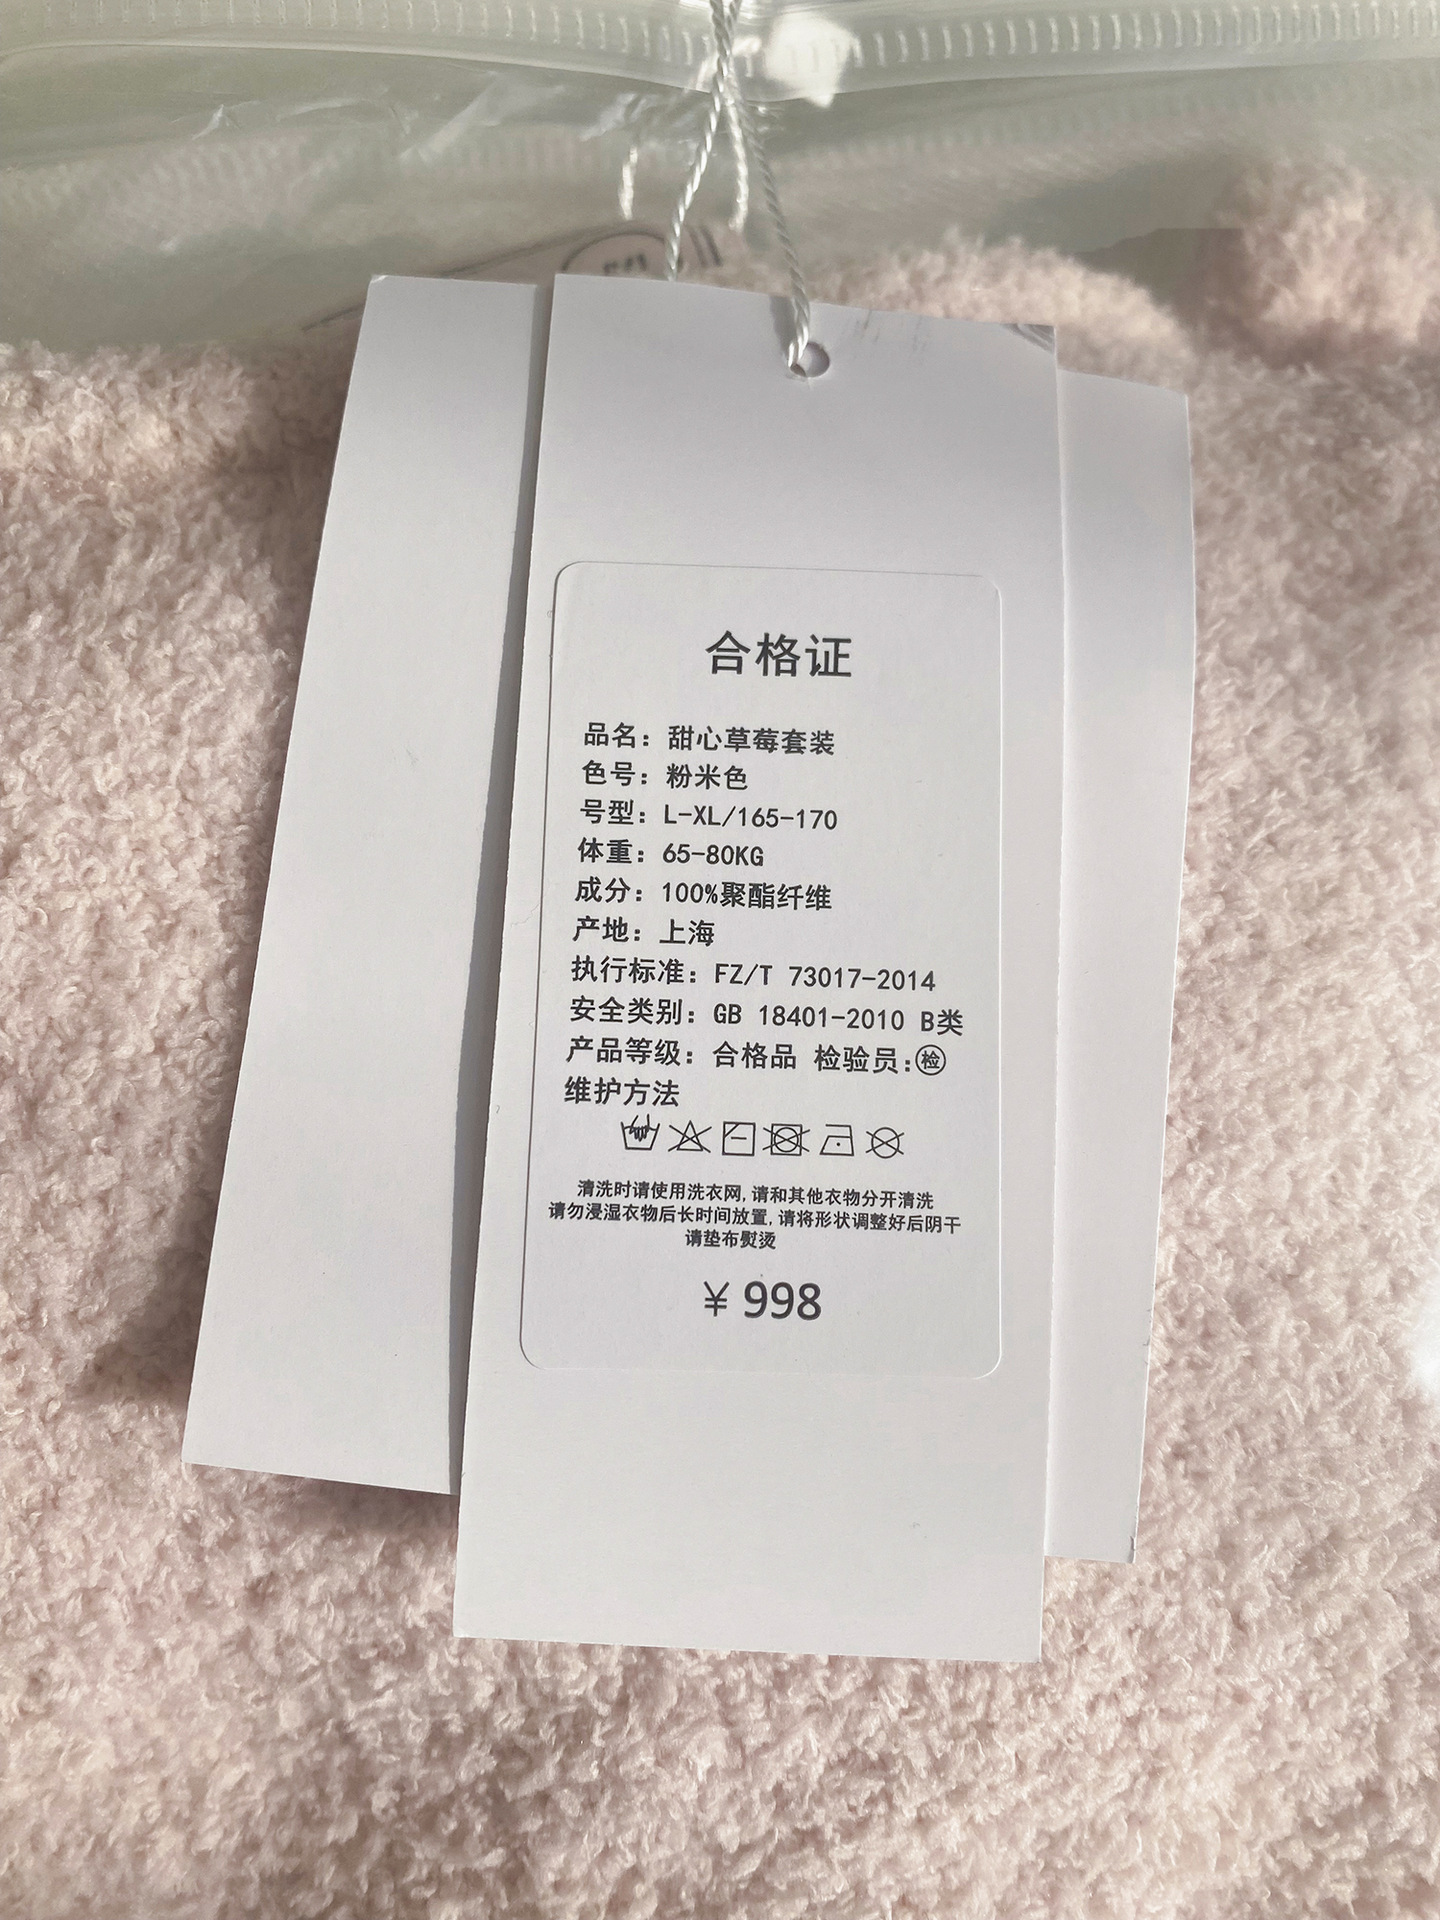 合格证
品名：甜心草莓套装
色号：粉米色
号型：L-XL/165-170
体重：65-80KG
成分：100%聚酯纤维
产地：上海
执行标准：FZ/T 73017-2014
安全类别：GB 18401-2010 B类
产品等级：合格品 检验员:检
维护方法
清洗时请使用洗衣网,请和其他衣物分开清洗
请勿浸湿衣物后长时间放置,请将形状调整好后阴干
请垫布熨烫
￥998